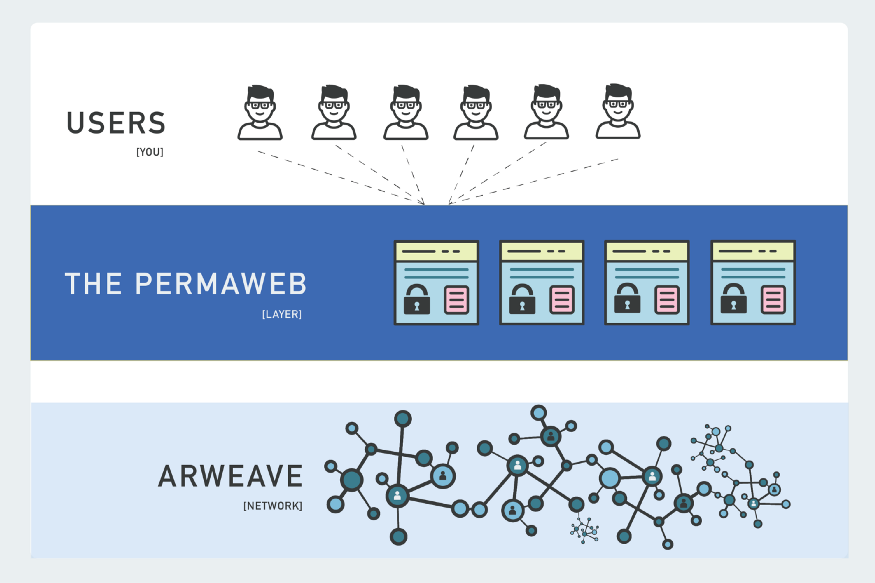 USERS
[YOU]
THE PERMAWEB
[LAYER]
ARWEAVE
[NETWORK]